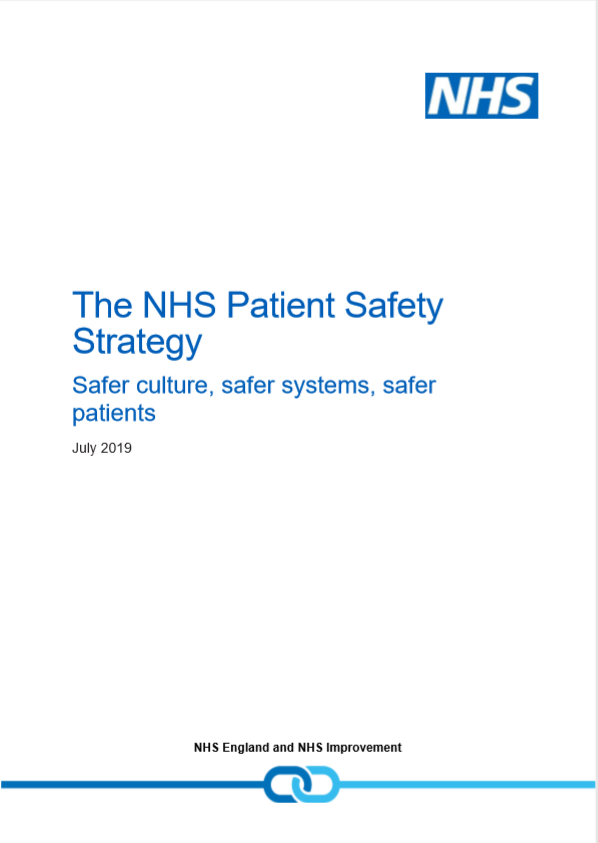 NHS
The NHS Patient Safety
Strategy
Safer culture, safer systems, safer
patients
July 2019
NHS England and NHS Improvement